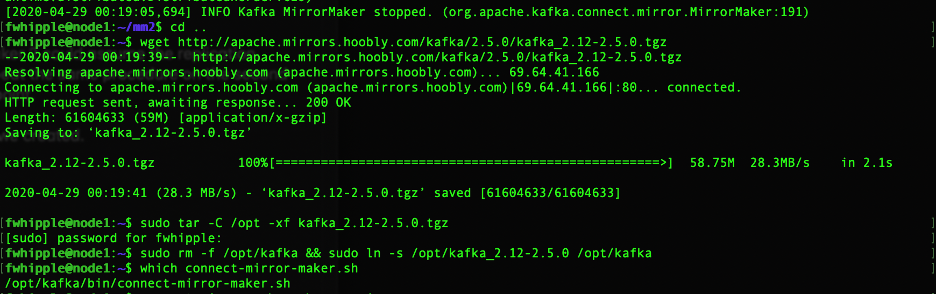 [2020-04-29 00:19:05,694] INFO Kafka MirrorMaker stopped. (org.apache.kafka.connect.mirror.MirrorMaker:191)
[fwhipple@node1:~/mm2$ cd .. ]
[fwhipple@node1:~$ wget http://apache.mirrors.hoobly.com/kafka/2.5.0/kafka_2.12-2.5.0.tgz ]
--2020-04-29 00:19:39--  http://apache.mirrors.hoobly.com/kafka/2.5.0/kafka_2.12-2.5.0.tgz
Resolving apache.mirrors.hoobly.com (apache.mirrors.hoobly.com)... 69.64.41.166
Connecting to apache.mirrors.hoobly.com (apache.mirrors.hoobly.com)|69.64.41.166|:80... connected.
HTTP request sent, awaiting response... 200 OK
Length: 61604633 (59M) [application/x-gzip]
Saving to: ‘kafka_2.12-2.5.0.tgz’
kafka_2.12-2.5.0.tgz 100%[===================================================>] 58.75M 28.3MB/s in 2.1s
2020-04-29 00:19:41 (28.3 MB/s) - ‘kafka_2.12-2.5.0.tgz’ saved [61604633/61604633]
[fwhipple@node1:~$ sudo tar -C /opt -xf kafka_2.12-2.5.0.tgz ]
[[sudo] password for fwhipple: ]
[fwhipple@node1:~$ sudo rm -f /opt/kafka && sudo ln -s /opt/kafka_2.12-2.5.0 /opt/kafka ]
[fwhipple@node1:~$ which connect-mirror-maker.sh ]
/opt/kafka/bin/connect-mirror-maker.sh